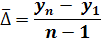 Δ̄ = (yₙ − y₁) / (n − 1)